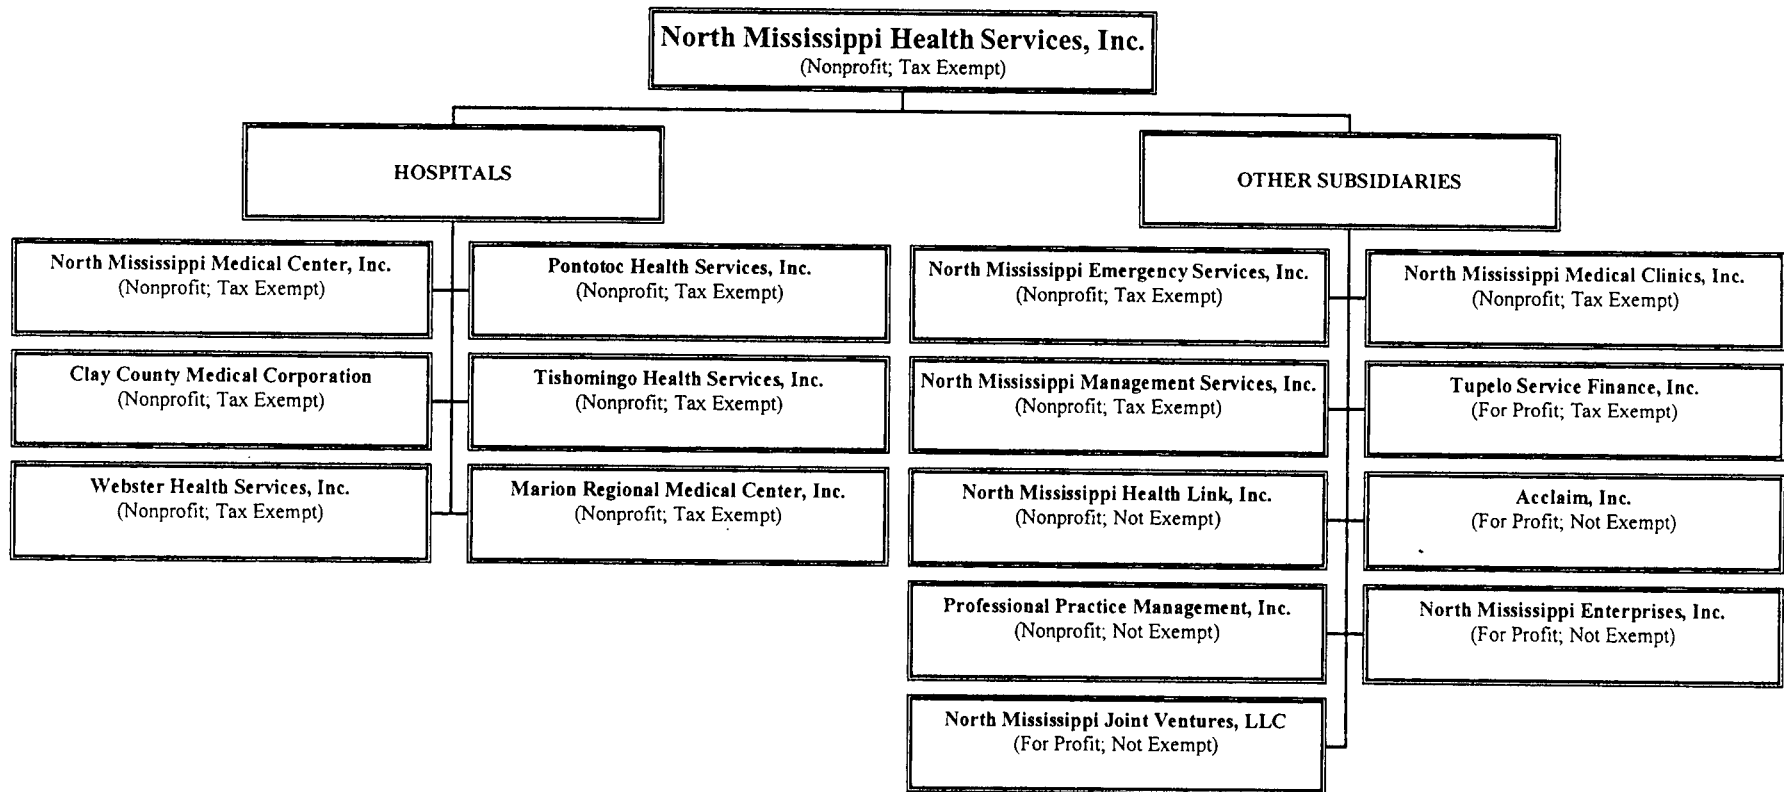 North Mississippi Health Services, Inc.
(Nonprofit; Tax Exempt)
HOSPITALS
North Mississippi Medical Center, Inc.
(Nonprofit; Tax Exempt)
Pontotoc Health Services, Inc.
(Nonprofit; Tax Exempt)
Clay County Medical Corporation
(Nonprofit; Tax Exempt)
Tishomingo Health Services, Inc.
(Nonprofit; Tax Exempt)
Webster Health Services, Inc.
(Nonprofit; Tax Exempt)
Marion Regional Medical Center, Inc.
(Nonprofit; Tax Exempt)
OTHER SUBSIDIARIES
North Mississippi Emergency Services, Inc.
(Nonprofit; Tax Exempt)
North Mississippi Medical Clinics, Inc.
(Nonprofit; Tax Exempt)
North Mississippi Management Services, Inc.
(Nonprofit; Tax Exempt)
Tupelo Service Finance, Inc.
(For Profit; Tax Exempt)
North Mississippi Health Link, Inc.
(Nonprofit; Not Exempt)
Acclaim, Inc.
(For Profit; Not Exempt)
Professional Practice Management, Inc.
(Nonprofit; Not Exempt)
North Mississippi Enterprises, Inc.
(For Profit; Not Exempt)
North Mississippi Joint Ventures, LLC
(For Profit; Not Exempt)